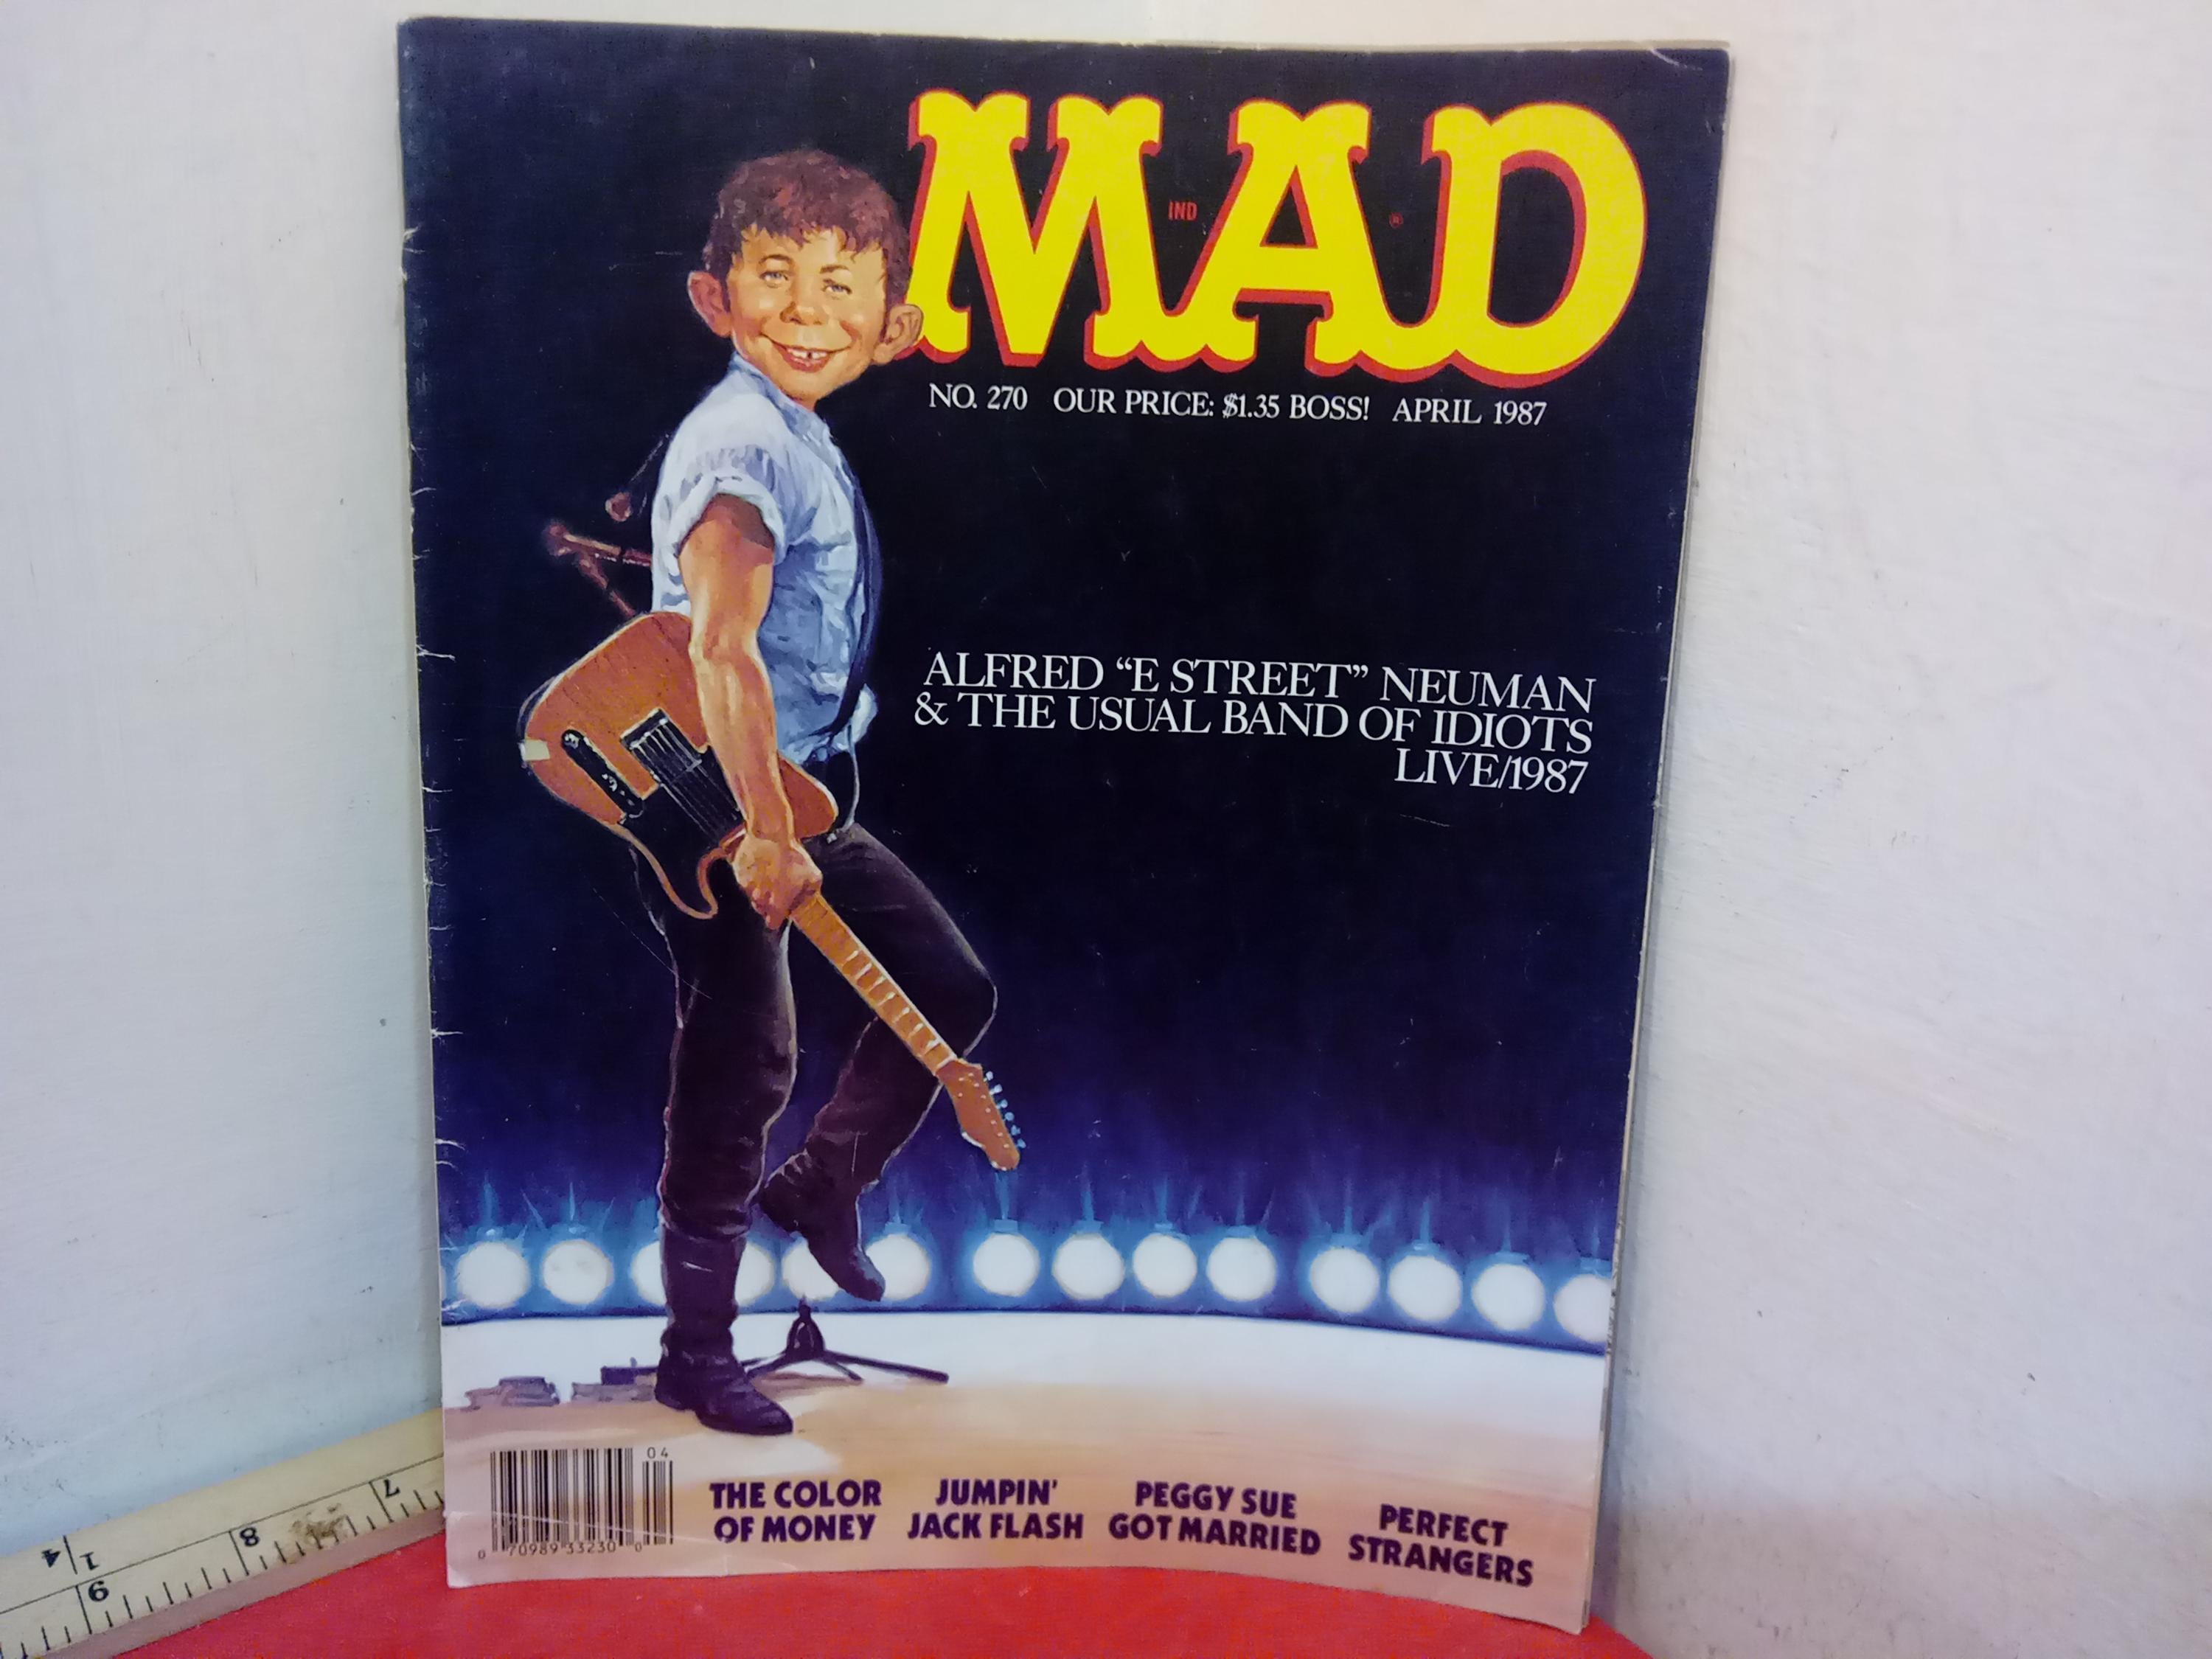 MAD
IND
®
NO. 270 OUR PRICE: $1.35 BOSS! APRIL 1987
ALFRED “E STREET” NEUMAN
& THE USUAL BAND OF IDIOTS
LIVE/1987
04
0 70989 33230 0
THE COLOR
OF MONEY
JUMPIN'
JACK FLASH
PEGGY SUE
GOT MARRIED
PERFECT
STRANGERS
7
8
1
4
9